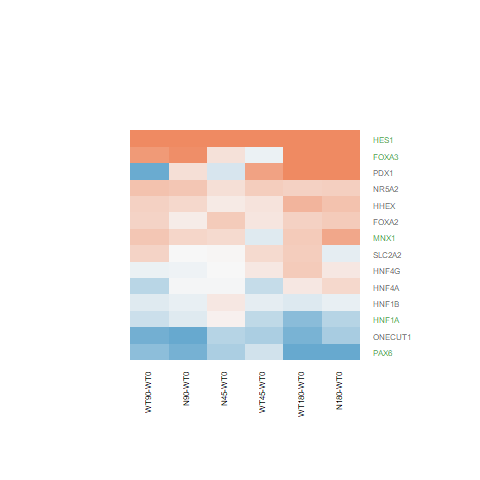 HES1
FOXA3
PDX1
NR5A2
HHEX
FOXA2
MNX1
SLC2A2
HNF4G
HNF4A
HNF1B
HNF1A
ONECUT1
PAX6
WT90-WT0
N90-WT0
N45-WT0
WT45-WT0
WT180-WT0
N180-WT0